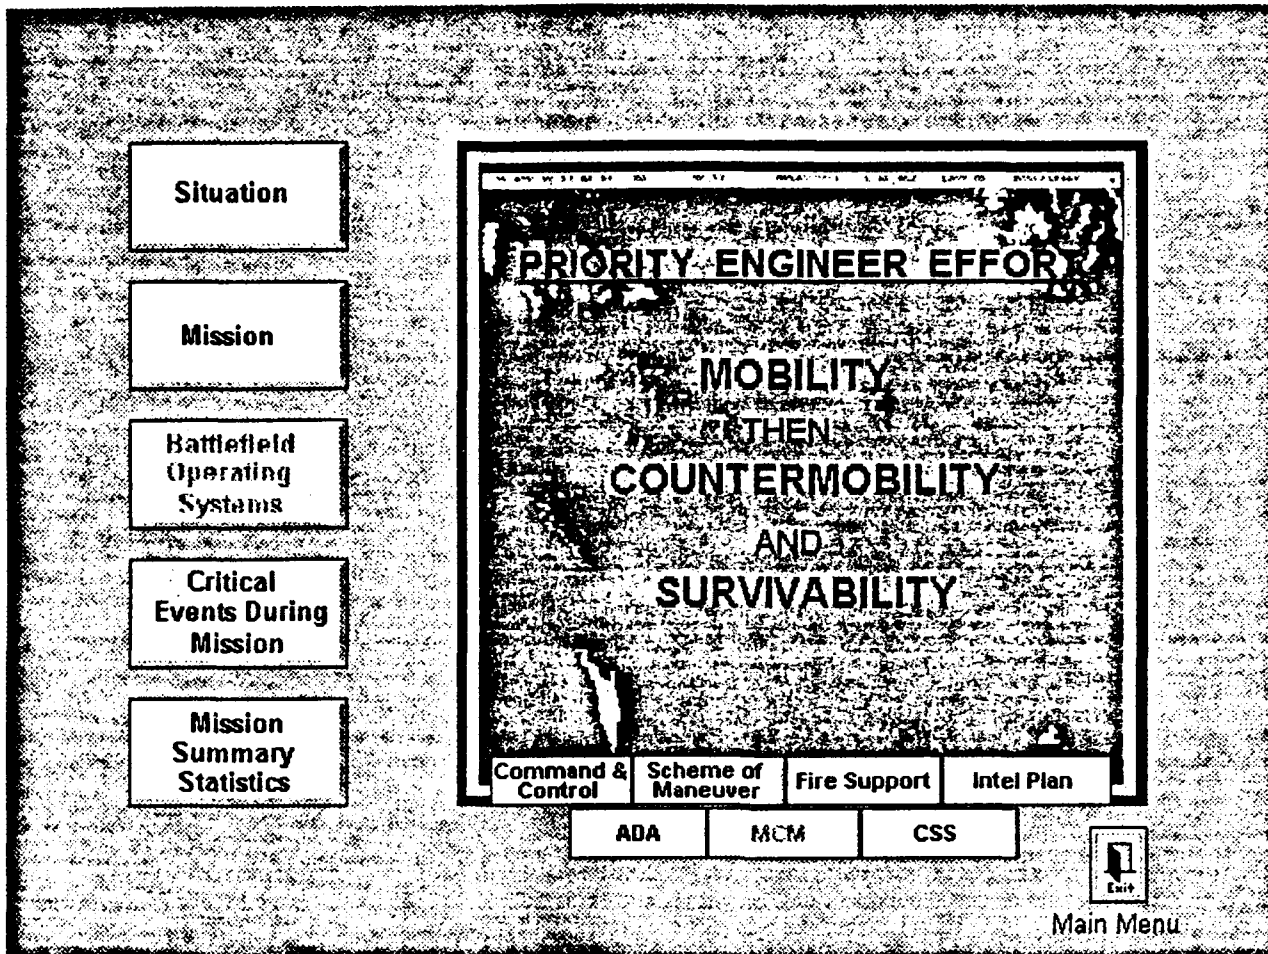 Situation
Mission
Battlefield
Operating
Systems
Critical
Events During
Mission
Mission
Summary
Statistics
PRIORITY ENGINEER EFFORT
MOBILITY
THEN
COUNTERMOBILITY
AND
SURVIVABILITY
Command &
Control
Scheme of
Maneuver
Fire Support
Intel Plan
ADA
MCM
CSS
Exit
Main Menu